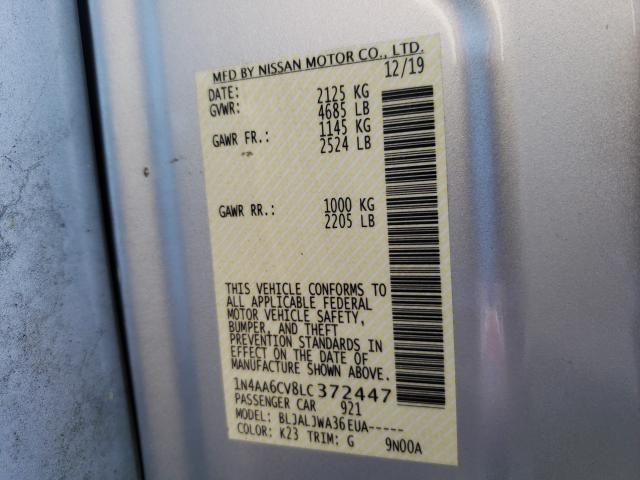 MFD BY NISSAN MOTOR CO., LTD.
DATE: 12/19
GVWR: 2125 KG
4685 LB
GAWR FR.: 1145 KG
2524 LB
GAWR RR.: 1000 KG
2205 LB
THIS VEHICLE CONFORMS TO
ALL APPLICABLE FEDERAL
MOTOR VEHICLE SAFETY,
BUMPER, AND THEFT
PREVENTION STANDARDS IN
EFFECT ON THE DATE OF
MANUFACTURE SHOWN ABOVE.
1N4AA6CV8LC372447
PASSENGER CAR 921
MODEL: BLJALJWA36EUA-----
COLOR: K23 TRIM: G 9N00A